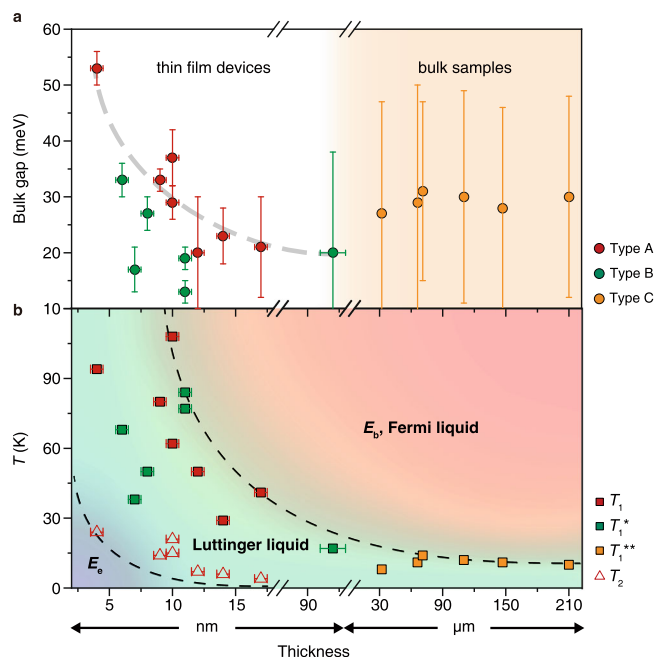 a
60
50
40
30
20
10
Bulk gap (meV)
thin film devices
bulk samples
Type A
Type B
Type C
b
90
60
30
0
T (K)
E_b, Fermi liquid
Luttinger liquid
E_e
T_1
T_1*
T_1**
T_2
5 10 15 90 30 90 150 210
nm μm
Thickness